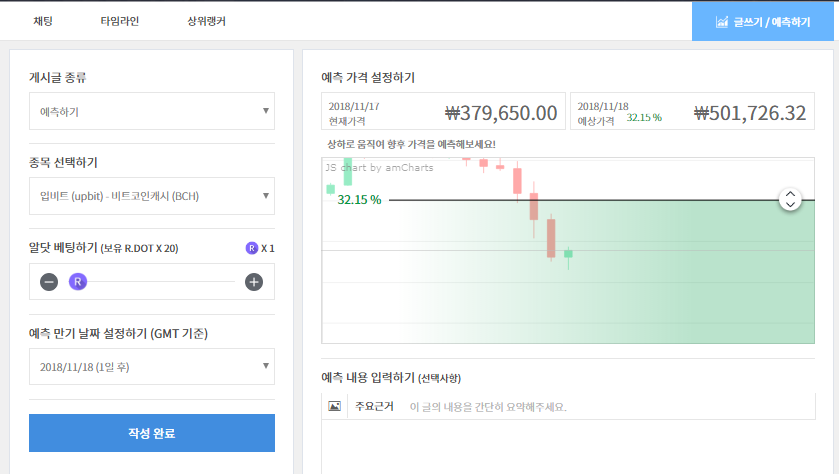 채팅 타임라인 상위랭커 글쓰기 / 예측하기
게시글 종류
예측하기
종목 선택하기
업비트 (upbit) - 비트코인캐시 (BCH)
알닷 베팅하기 (보유 R.DOT X 20) R X 1
R
예측 만기 날짜 설정하기 (GMT 기준)
2018/11/18 (1일 후)
작성 완료
예측 가격 설정하기
2018/11/17
현재가격 ₩379,650.00
2018/11/18
예상가격 32.15 % ₩501,726.32
상하로 움직여 향후 가격을 예측해보세요!
JS chart by amCharts
32.15 %
예측 내용 입력하기 (선택사항)
주요근거 이 글의 내용을 간단히 요약해주세요.